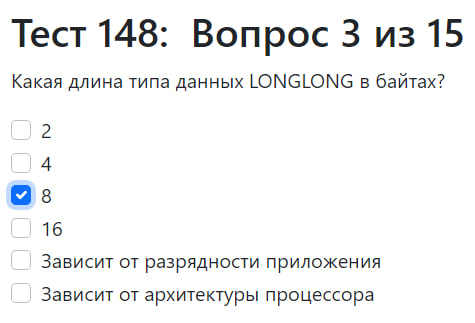 Тест 148: Вопрос 3 из 15
Какая длина типа данных LONGLONG в байтах?
2
4
8
16
Зависит от разрядности приложения
Зависит от архитектуры процессора